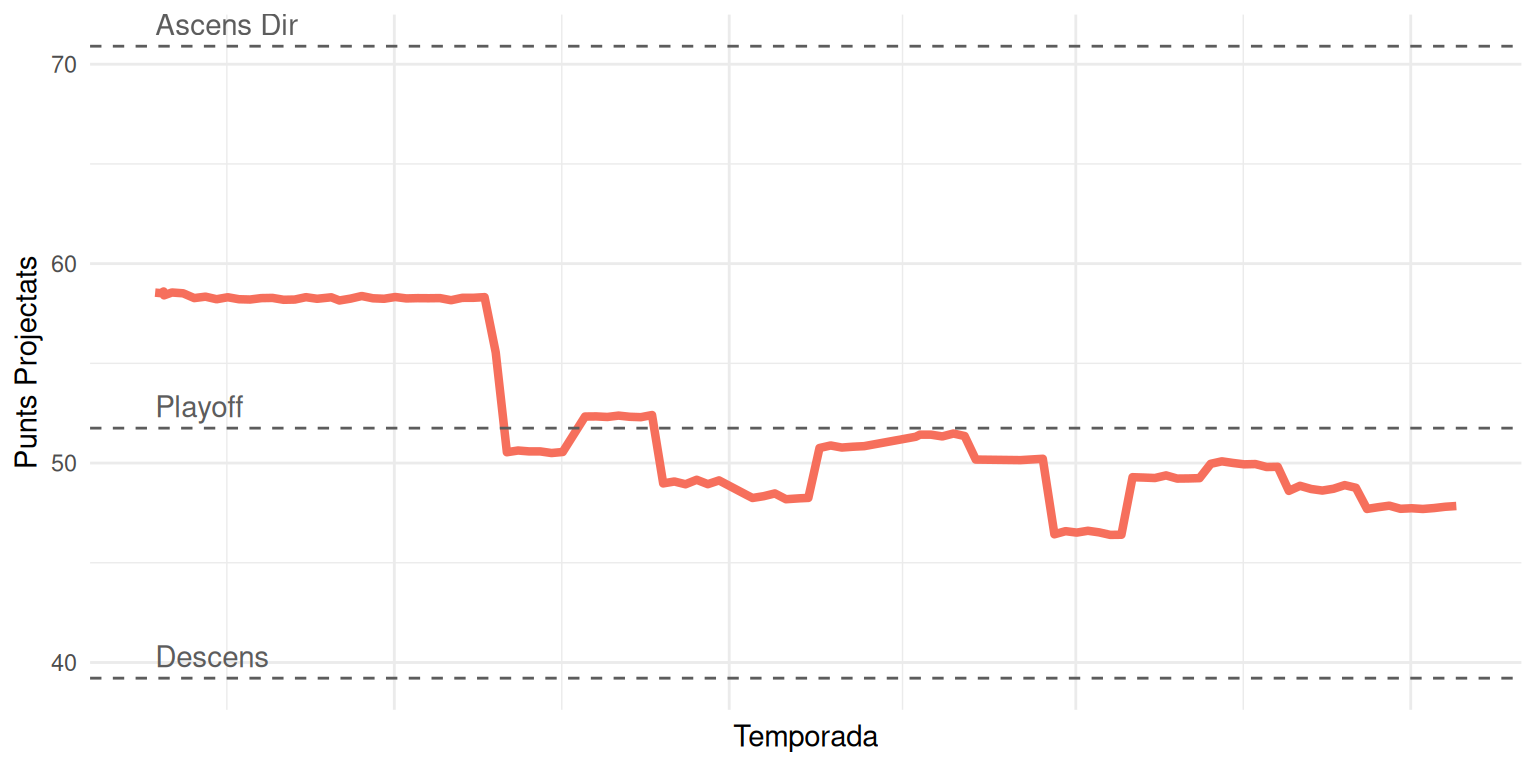 Ascens Dir
70
60
Playoff
50
Descens
40
Punts Projectats
Temporada